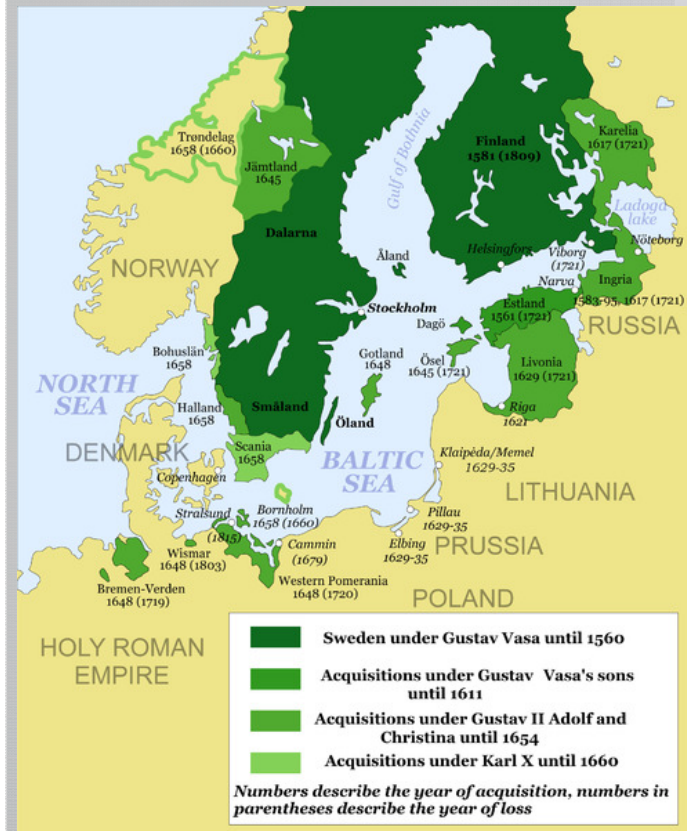 Trøndelag
1658 (1660)
Jämtland
1645
Gulf of Bothnia
Finland
1581 (1809)
Karelia
1617 (1721)
Ladoga
lake
Nöteborg
Dalarna
NORWAY
Åland
Helsingfors
Viborg
(1721)
Narva
Ingria
1583-95, 1617 (1721)
Stockholm
Estland
1561 (1721)
RUSSIA
Dagö
Bohuslän
1658
Gotland
1648
Ösel
1645 (1721)
Livonia
1629 (1721)
NORTH
SEA
Halland
1658
Småland
Öland
Riga
1621
DENMARK
Scania
1658
BALTIC
SEA
Klaipéda/Memel
1629-35
Copenhagen
LITHUANIA
Stralsund
(1815)
Bornholm
1658 (1660)
Pillau
1629-35
Wismar
1648 (1803)
Cammin
(1679)
Elbing
1629-35
PRUSSIA
Bremen-Verden
1648 (1719)
Western Pomerania
1648 (1720)
POLAND
HOLY ROMAN
EMPIRE
Sweden under Gustav Vasa until 1560
Acquisitions under Gustav Vasa's sons
until 1611
Acquisitions under Gustav II Adolf and
Christina until 1654
Acquisitions under Karl X until 1660
Numbers describe the year of acquisition, numbers in
parentheses describe the year of loss